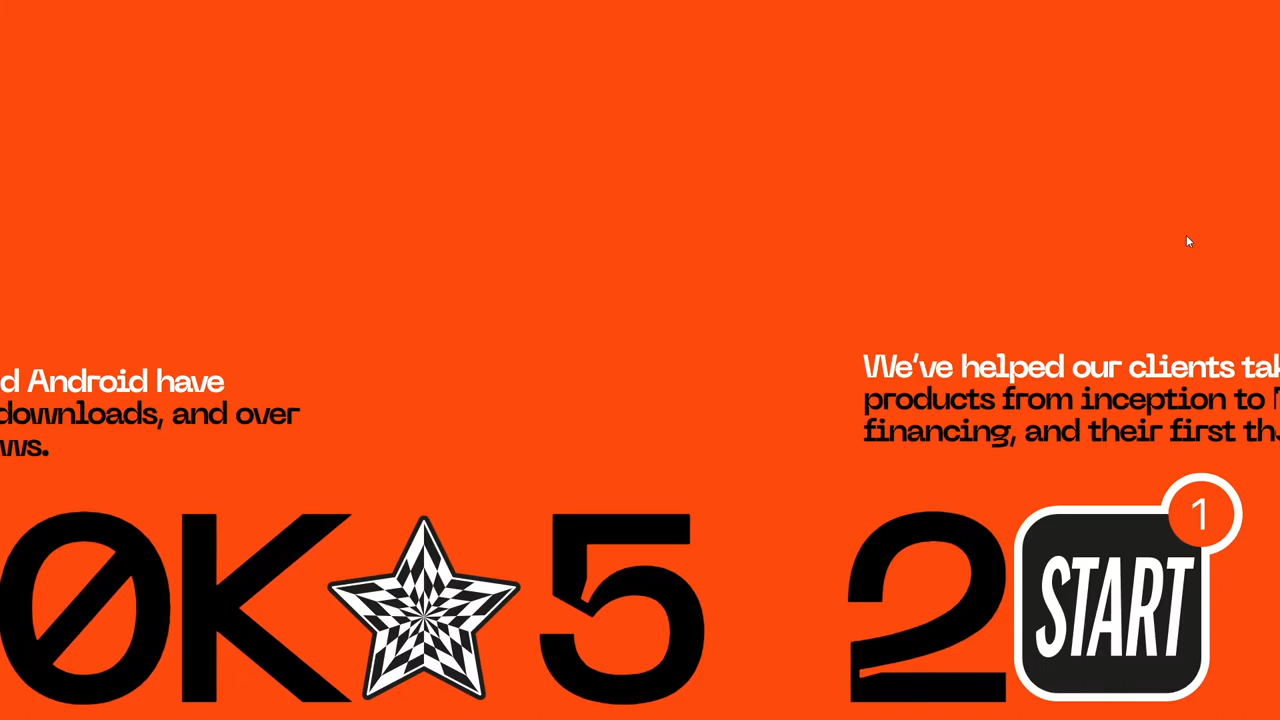 d Android have
downloads, and over
ws.
We've helped our clients tak
products from inception to
financing, and their first th
0K 5
2
START
1